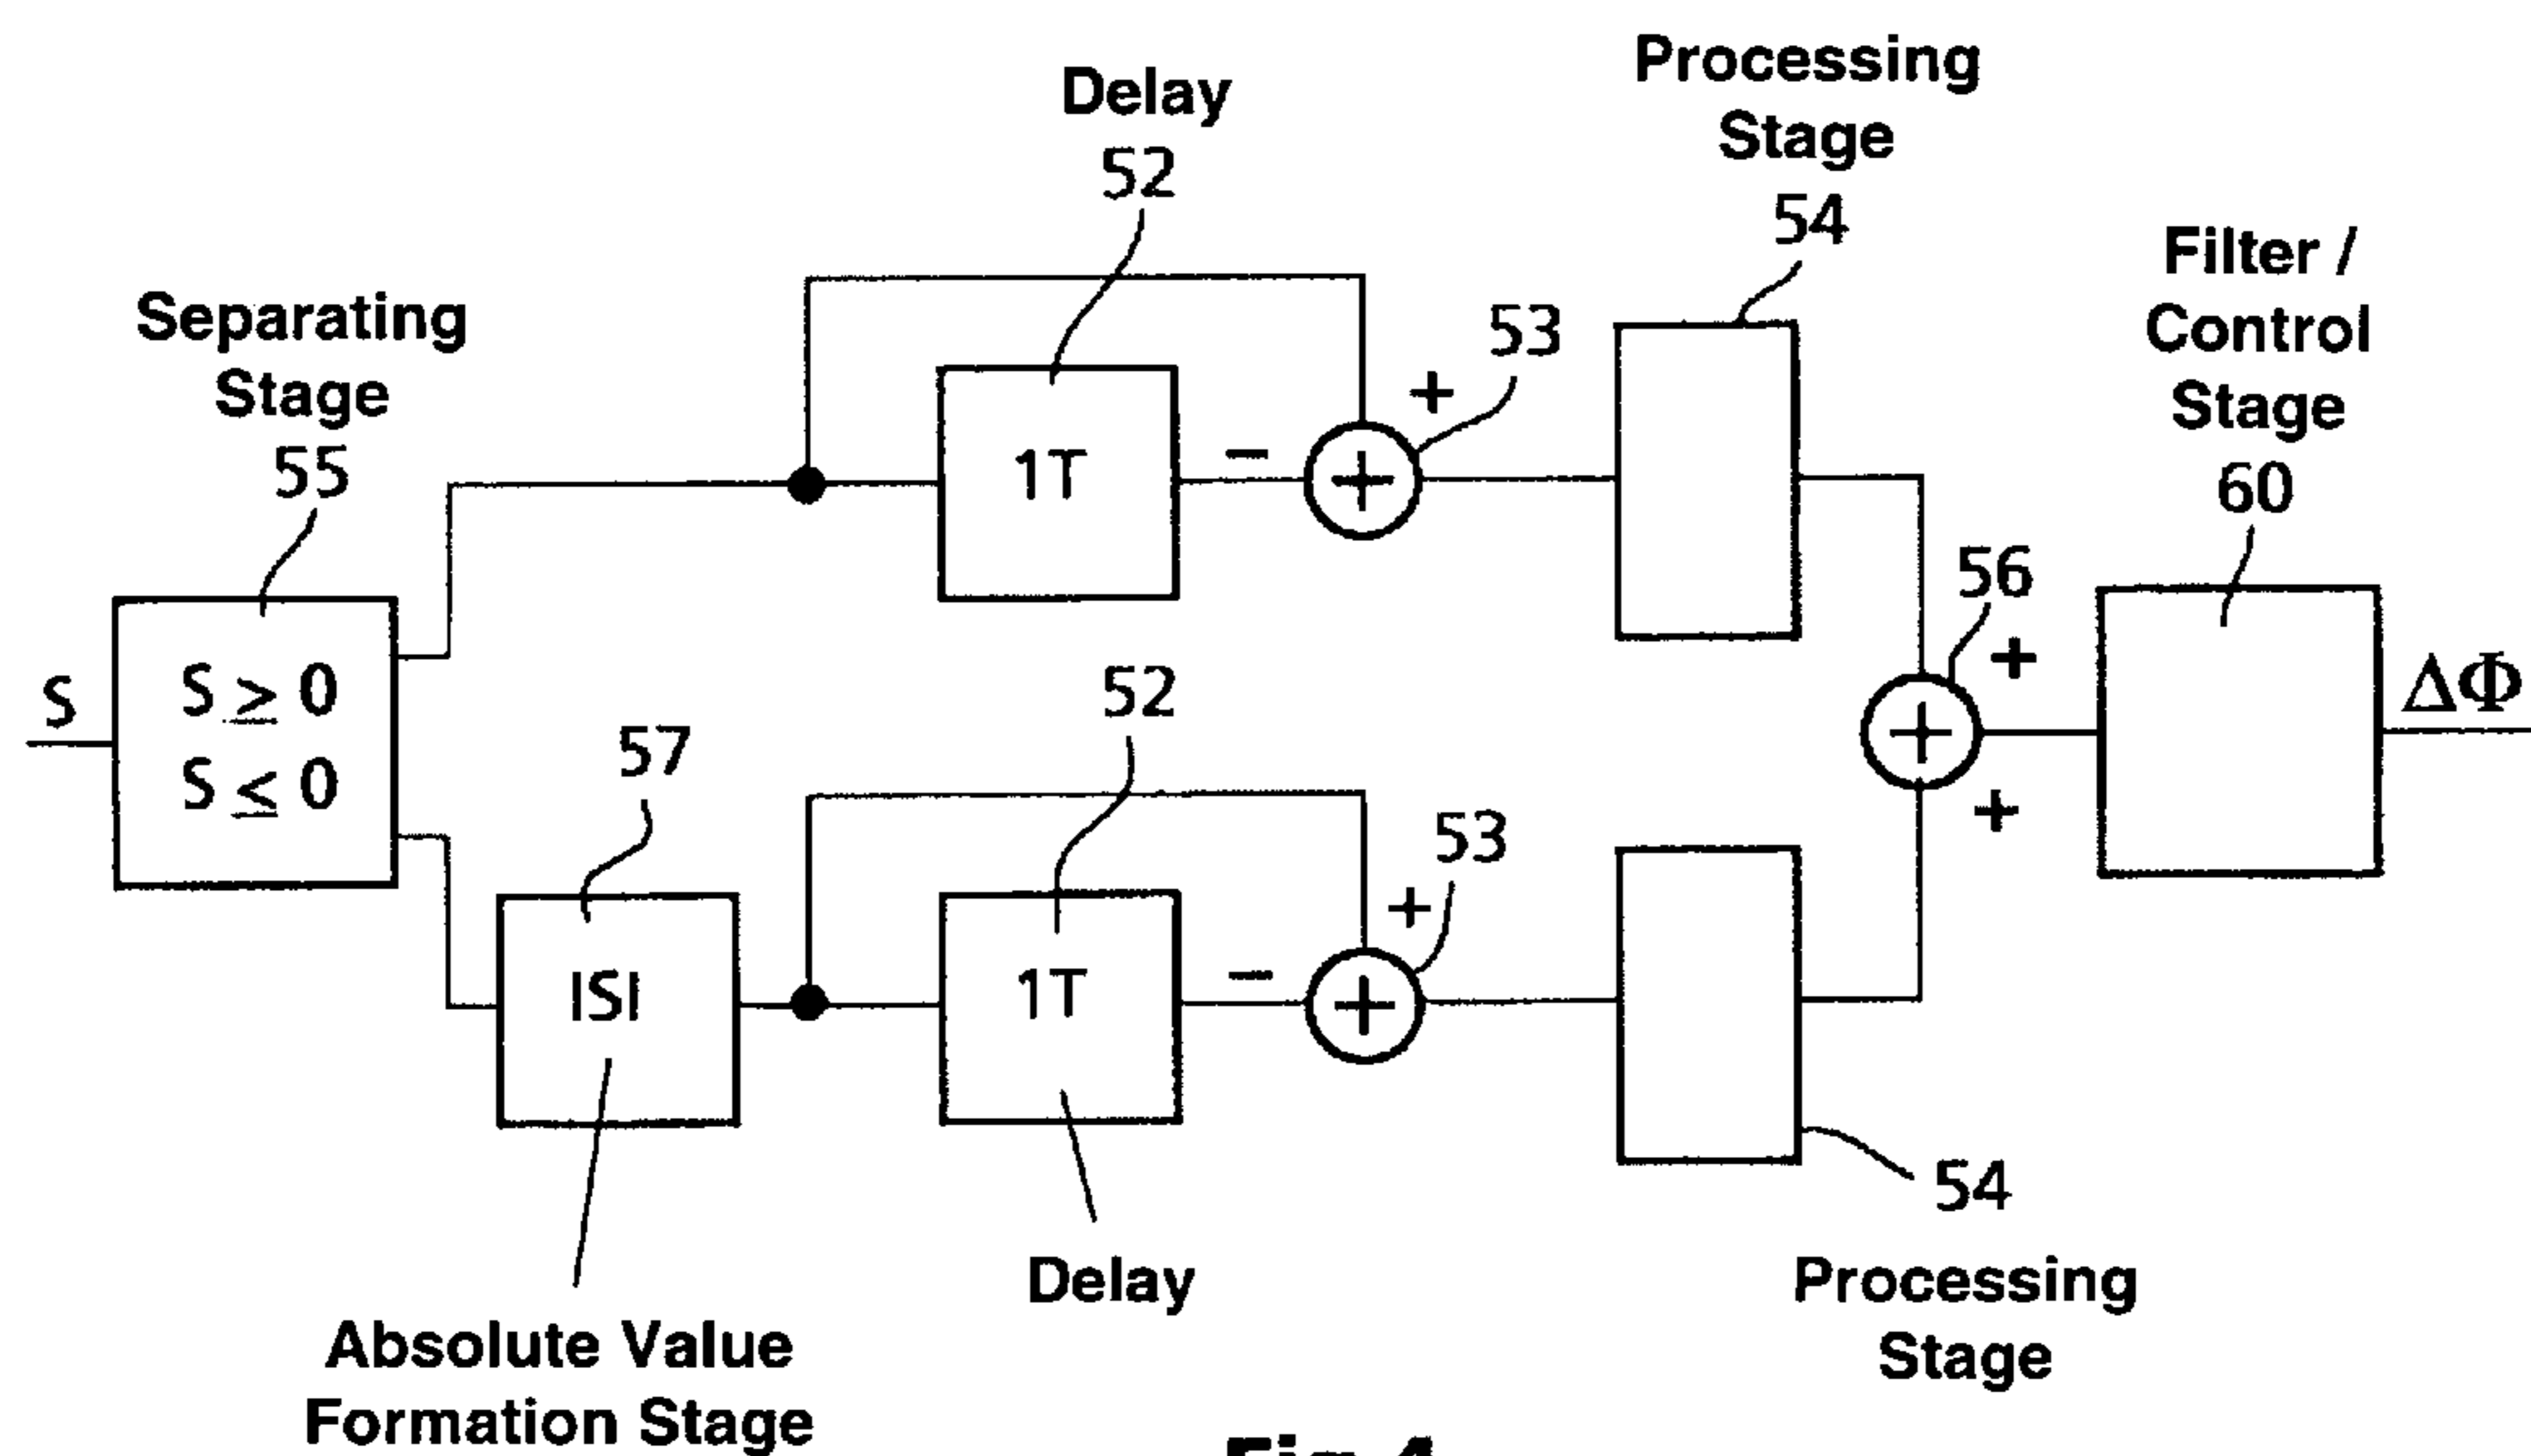 Processing
Stage
54
Delay
52
Filter /
Control
Stage
60
Separating
Stage
55
53
+
1T
−
+
56
+
S
S ≥ 0
S ≤ 0
ΔΦ
52
57
+
+
53
+
ISI
1T
−
+
54
Delay
Processing
Stage
Absolute Value
Formation Stage